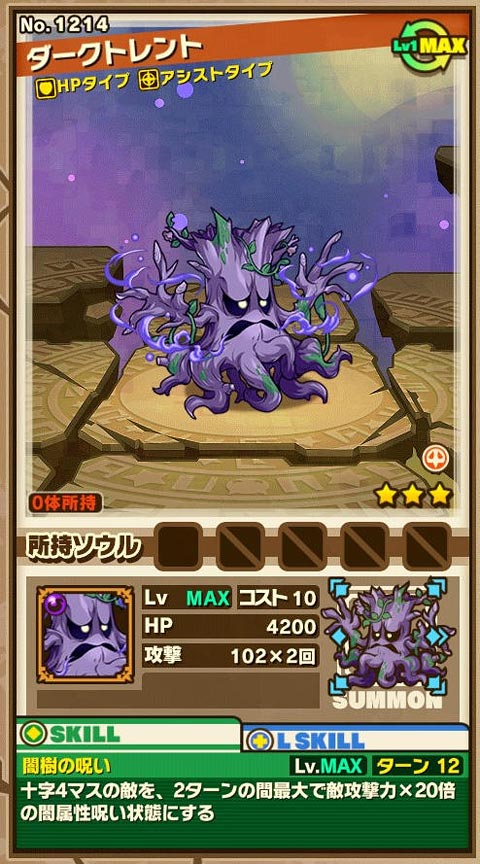 No.1214
ダークトレント
Lv1 MAX
HPタイプ アシストタイプ
0体所持
所持ソウル
Lv MAX コスト 10
HP 4200
攻撃 102×2回
SUMMON
SKILL
L SKILL
闇樹の呪い Lv.MAX ターン 12
十字4マスの敵を、2ターンの間最大で敵攻撃力×20倍
の闇属性呪い状態にする